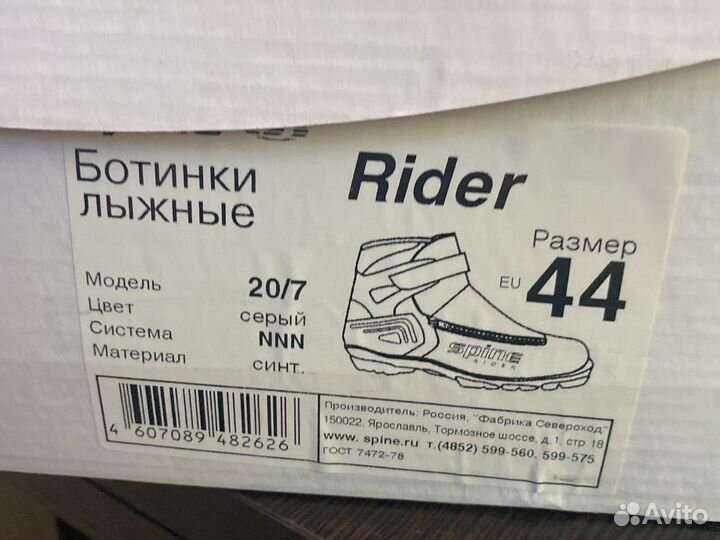 Ботинки
лыжные
Rider
Размер
EU 44
Модель 20/7
Цвет серый
Система NNN
Материал синт.
spine
RIDER
4 607089 482626
Производитель: Россия, "Фабрика Североход"
150022, Ярославль, Тормозное шоссе, д.1, стр 18
www.spine.ru т.(4852) 599-560, 599-575
ГОСТ 7472-78
Avito